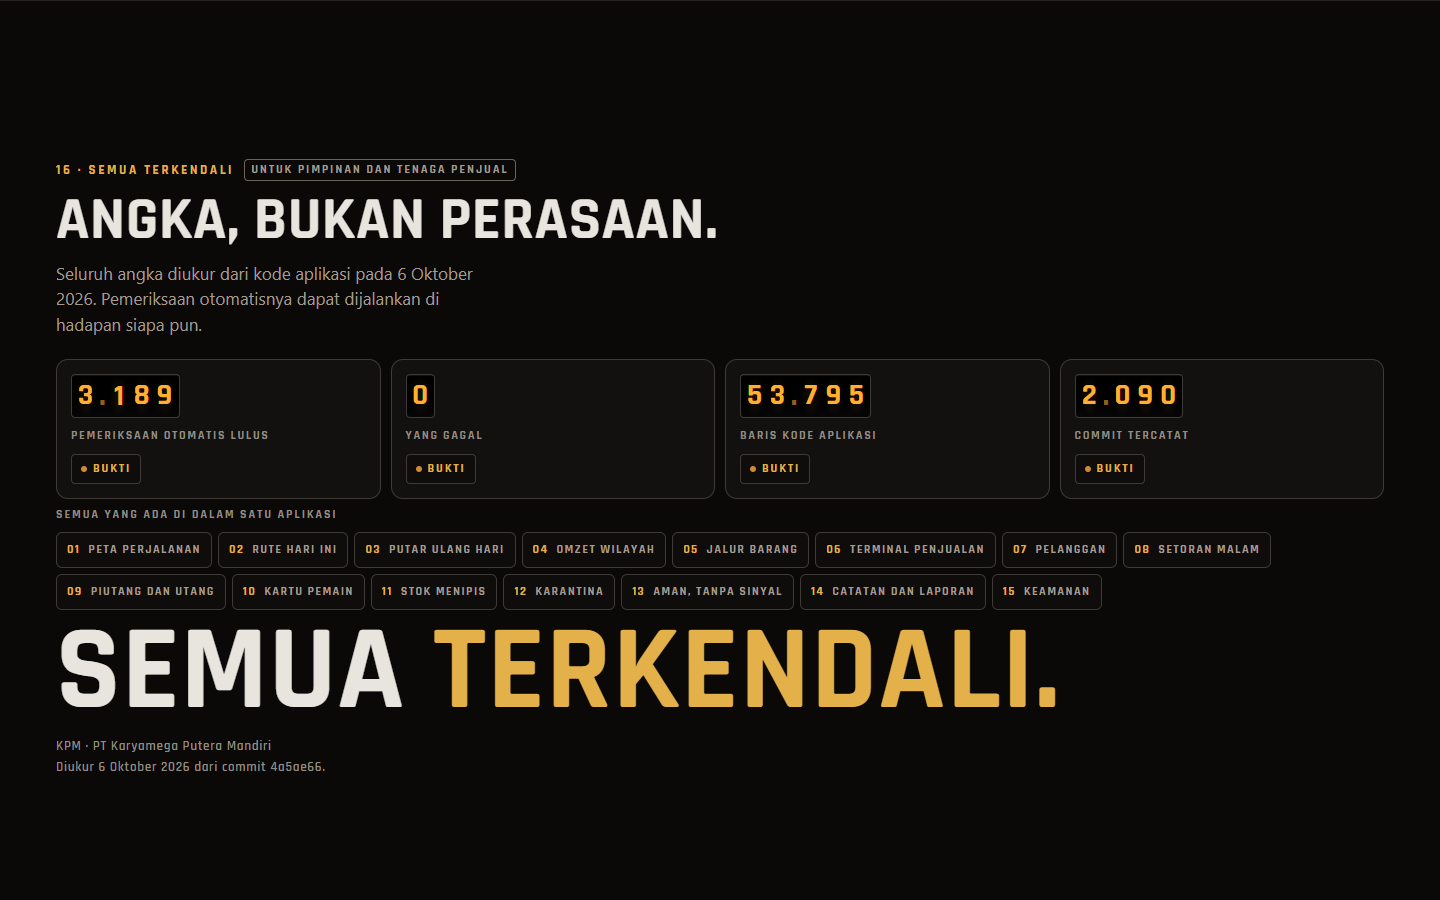 16 · SEMUA TERKENDALI
UNTUK PIMPINAN DAN TENAGA PENJUAL
ANGKA, BUKAN PERASAAN.
Seluruh angka diukur dari kode aplikasi pada 6 Oktober
2026. Pemeriksaan otomatisnya dapat dijalankan di
hadapan siapa pun.
3.189
PEMERIKSAAN OTOMATIS LULUS
BUKTI
0
YANG GAGAL
BUKTI
53.795
BARIS KODE APLIKASI
BUKTI
2.090
COMMIT TERCATAT
BUKTI
SEMUA YANG ADA DI DALAM SATU APLIKASI
01 PETA PERJALANAN
02 RUTE HARI INI
03 PUTAR ULANG HARI
04 OMZET WILAYAH
05 JALUR BARANG
06 TERMINAL PENJUALAN
07 PELANGGAN
08 SETORAN MALAM
09 PIUTANG DAN UTANG
10 KARTU PEMAIN
11 STOK MENIPIS
12 KARANTINA
13 AMAN, TANPA SINYAL
14 CATATAN DAN LAPORAN
15 KEAMANAN
SEMUA TERKENDALI.
KPM · PT Karyamega Putera Mandiri
Diukur 6 Oktober 2026 dari commit 4a5ae66.